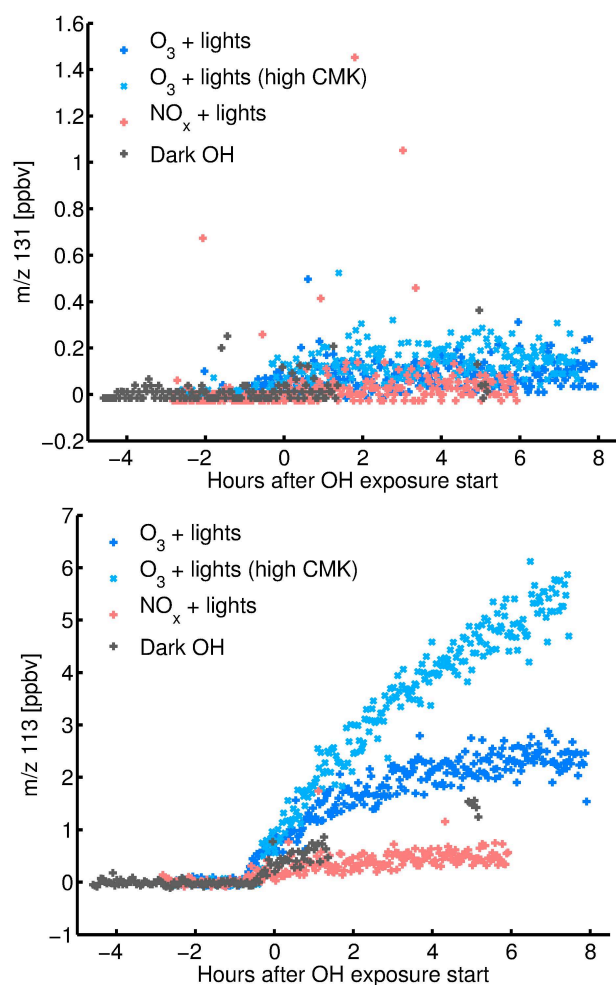 1.6
1.4
1.2
1
0.8
0.6
0.4
0.2
0
−0.2
m/z 131 [ppbv]
O3 + lights
O3 + lights (high CMK)
NOx + lights
Dark OH
−4 −2 0 2 4 6 8
Hours after OH exposure start
7
6
5
4
3
2
1
0
−1
m/z 113 [ppbv]
O3 + lights
O3 + lights (high CMK)
NOx + lights
Dark OH
−4 −2 0 2 4 6 8
Hours after OH exposure start